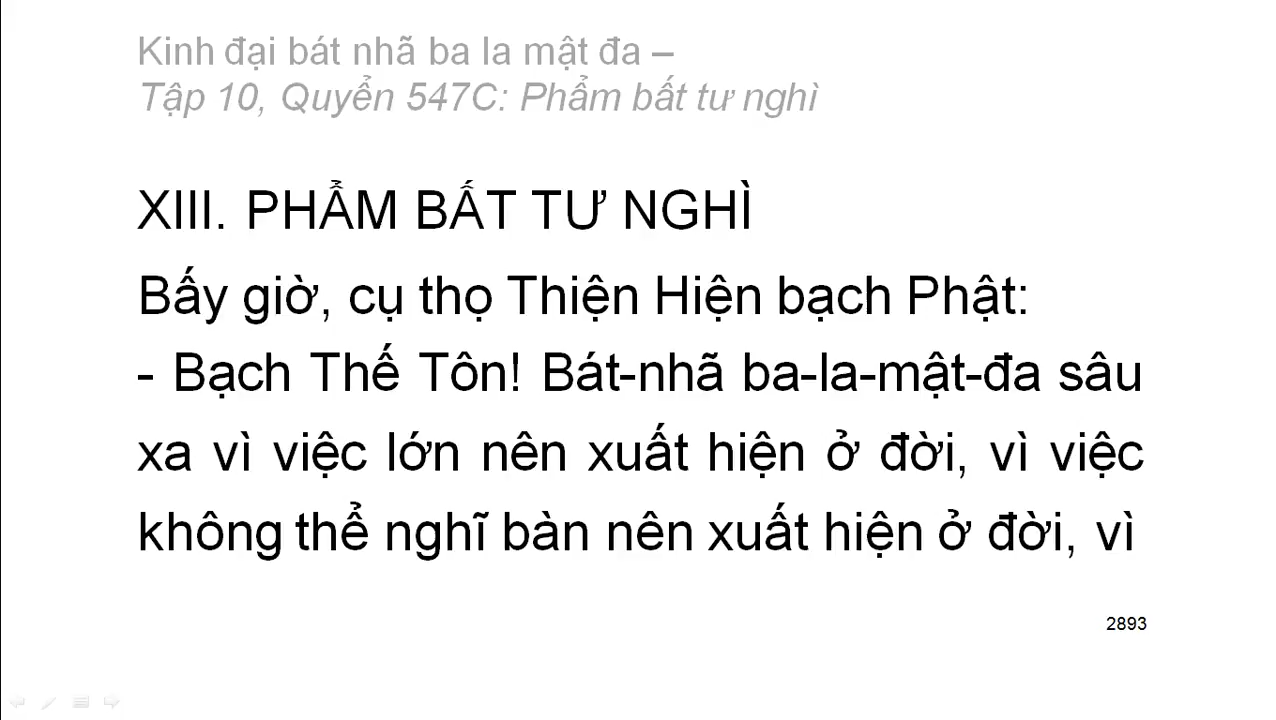 Kinh đại bát nhã ba la mật đa –
Tập 10, Quyển 547C: Phẩm bất tư nghì
XIII. PHẨM BẤT TƯ NGHÌ
Bấy giờ, cụ thọ Thiện Hiện bạch Phật:
- Bạch Thế Tôn! Bát-nhã ba-la-mật-đa sâu
xa vì việc lớn nên xuất hiện ở đời, vì việc
không thể nghĩ bàn nên xuất hiện ở đời, vì
2893